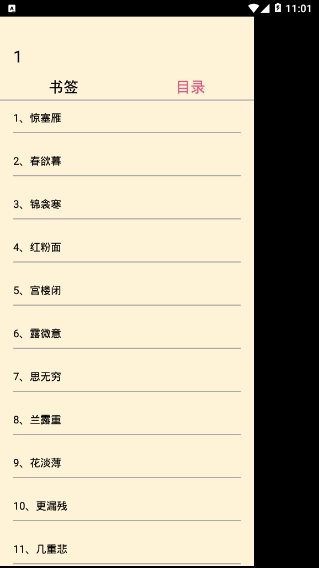 11:01
1
书签 目录
1、惊塞雁
2、春欲暮
3、锦衾寒
4、红粉面
5、宫楼闭
6、露微意
7、思无穷
8、兰露重
9、花淡薄
10、更漏残
11、几重悲